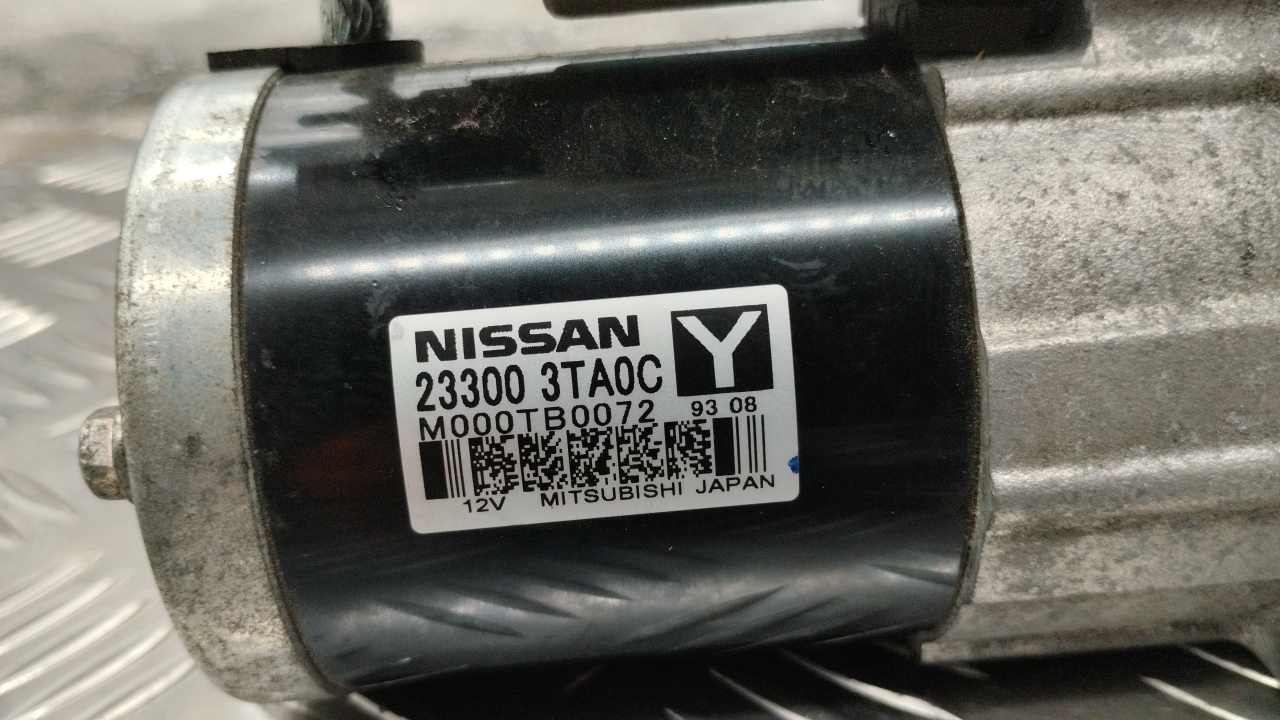 NISSAN Y
23300 3TA0C
M000TB0072 93 08
12V MITSUBISHI JAPAN